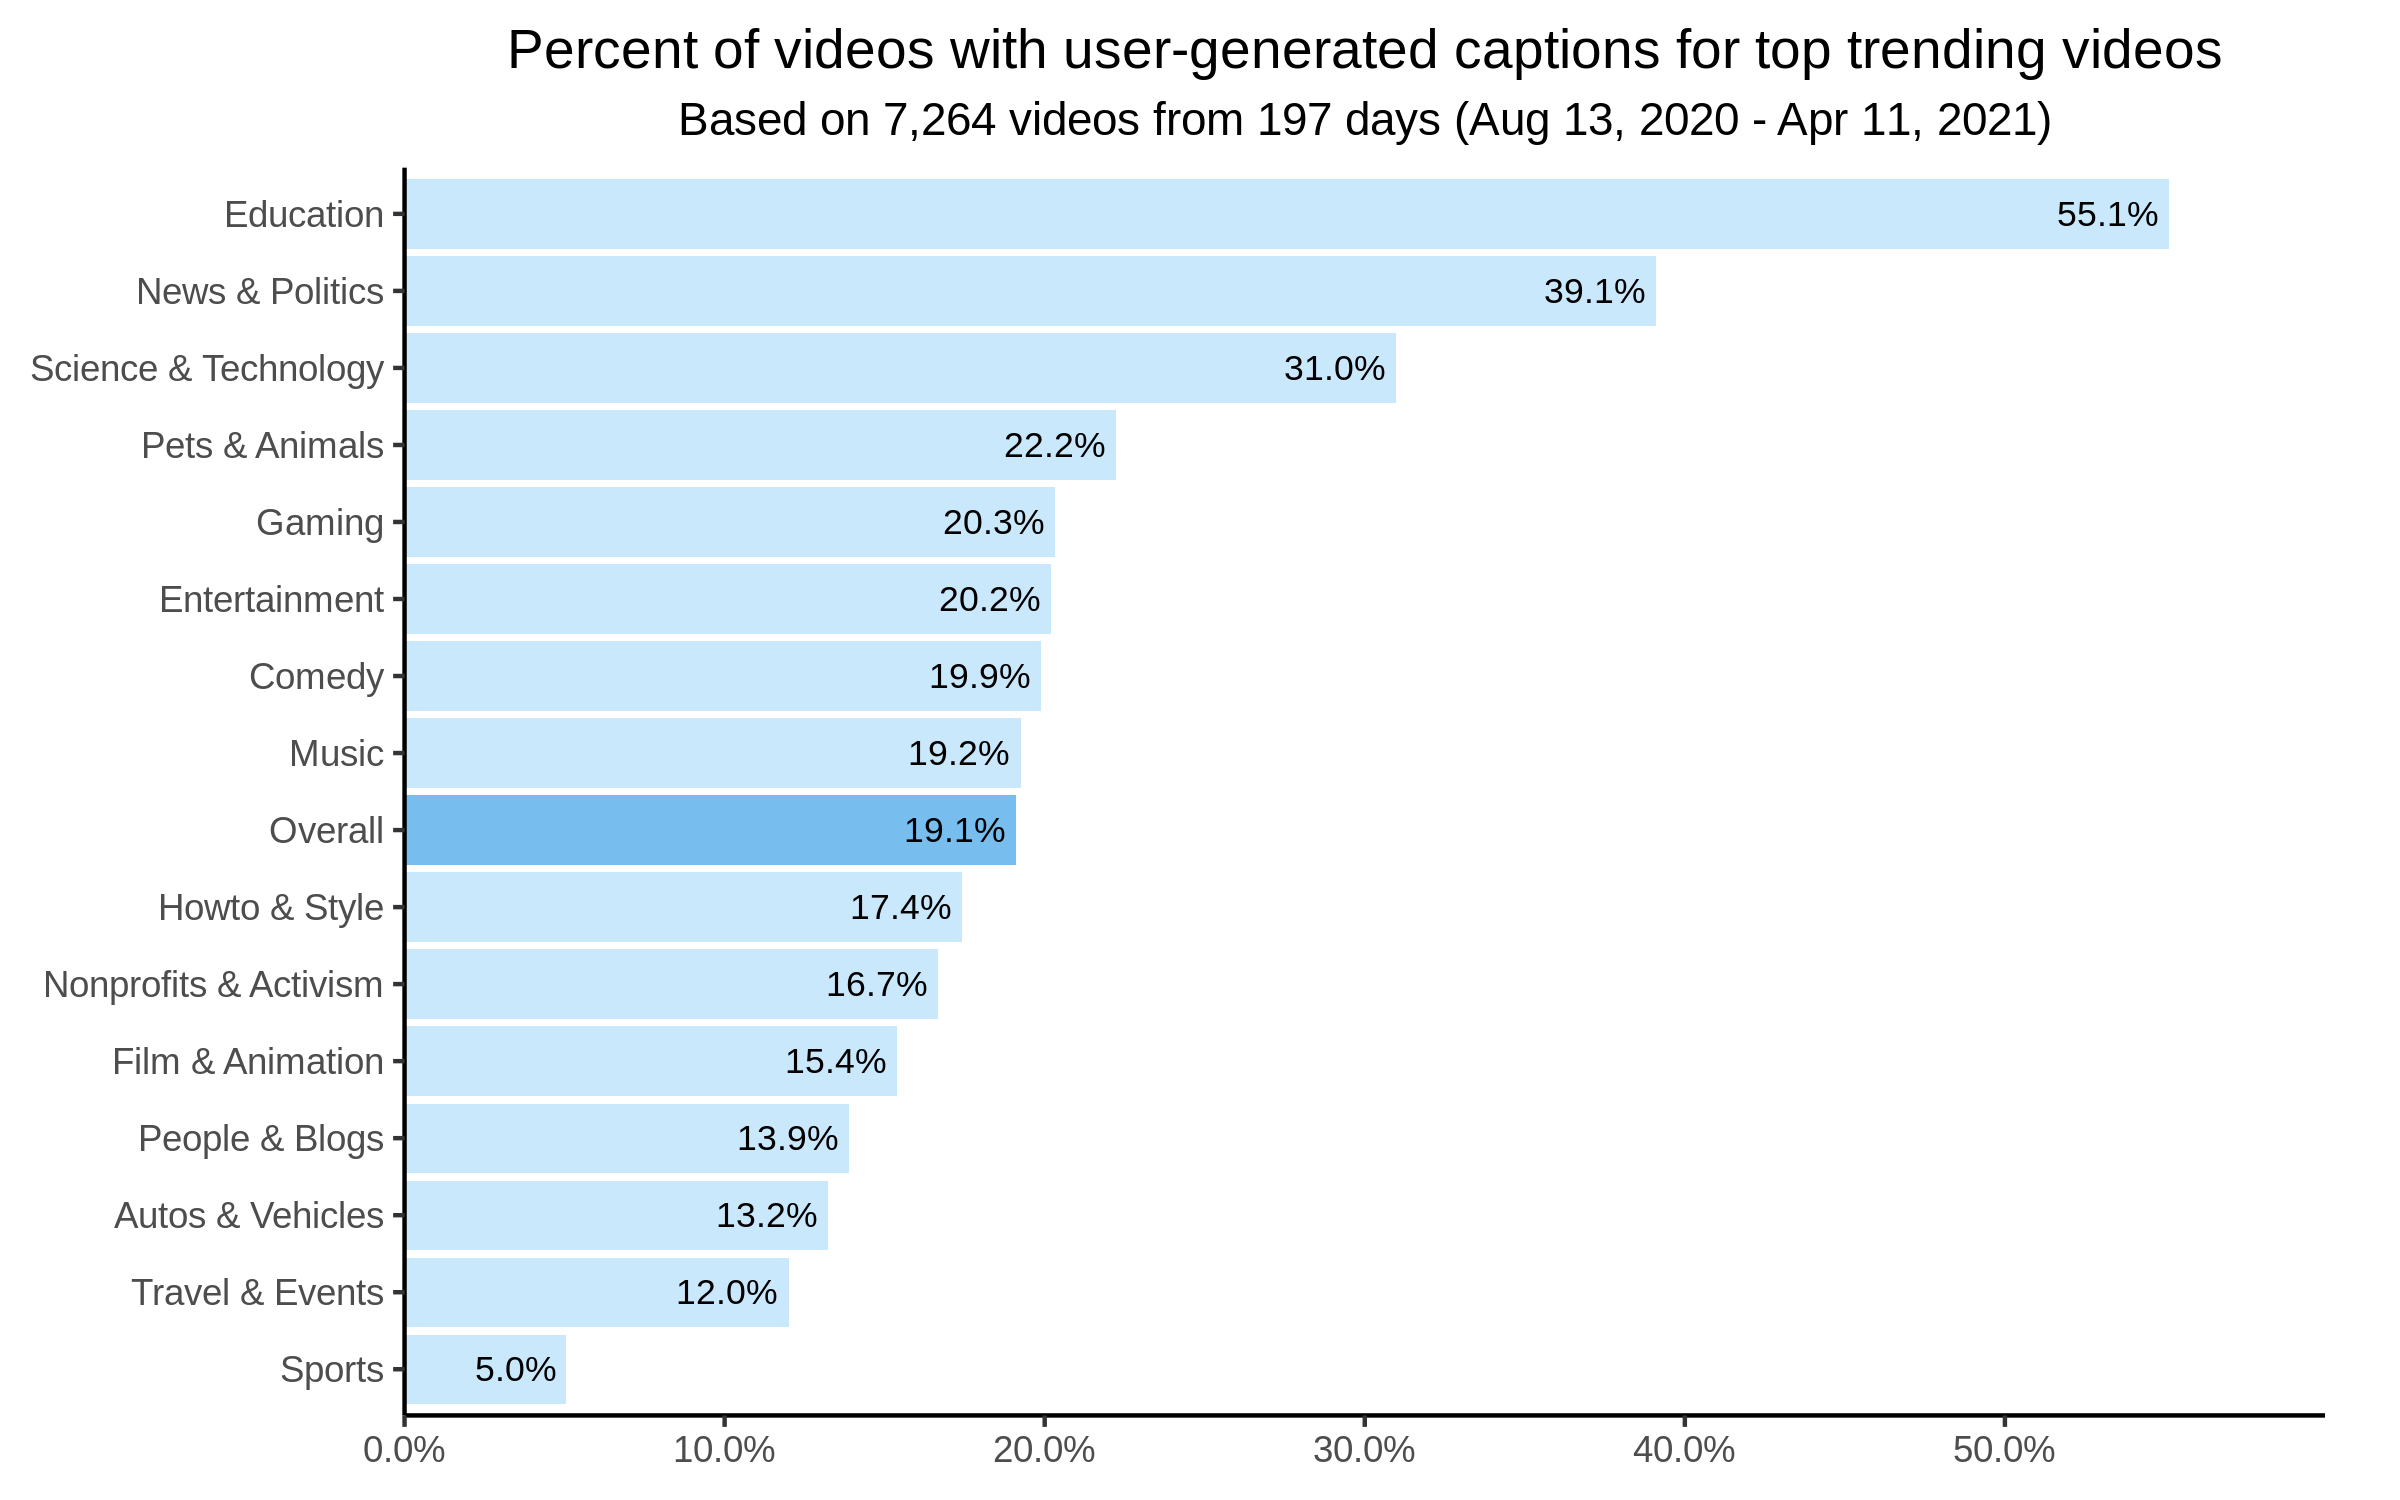 Percent of videos with user-generated captions for top trending videos
Based on 7,264 videos from 197 days (Aug 13, 2020 - Apr 11, 2021)
Education 55.1%
News & Politics 39.1%
Science & Technology 31.0%
Pets & Animals 22.2%
Gaming 20.3%
Entertainment 20.2%
Comedy 19.9%
Music 19.2%
Overall 19.1%
Howto & Style 17.4%
Nonprofits & Activism 16.7%
Film & Animation 15.4%
People & Blogs 13.9%
Autos & Vehicles 13.2%
Travel & Events 12.0%
Sports 5.0%
0.0% 10.0% 20.0% 30.0% 40.0% 50.0%